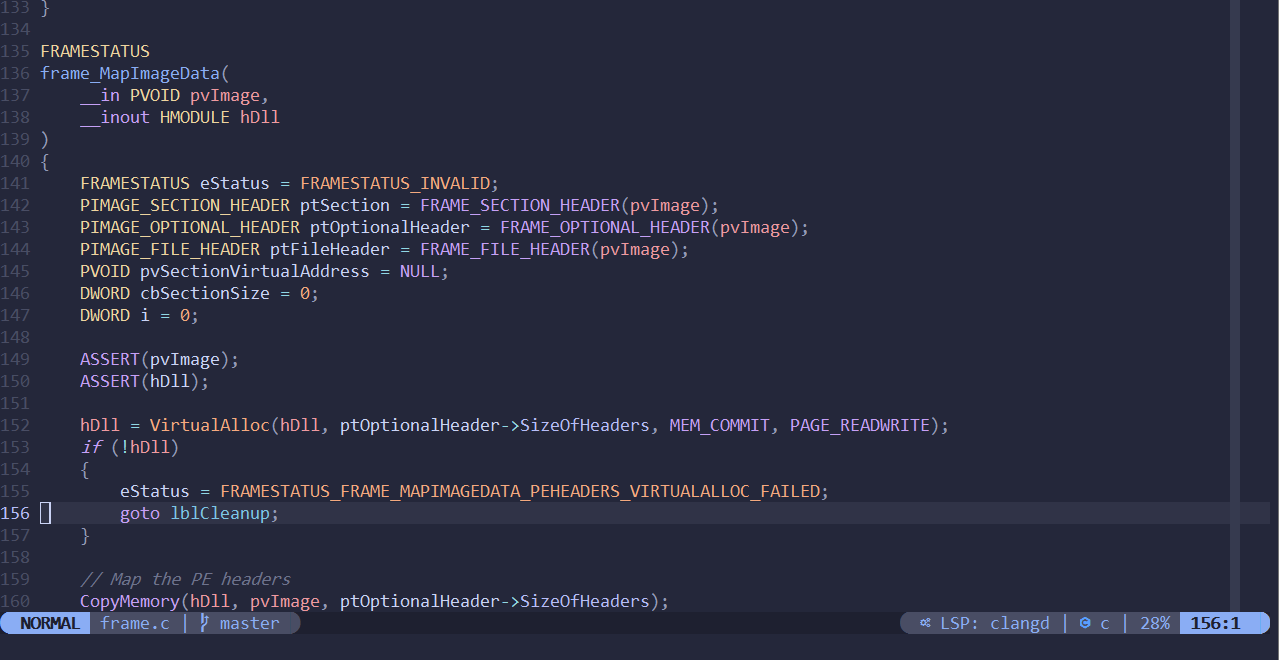 133 }
134
135 FRAMESTATUS
136 frame_MapImageData(
137     __in PVOID pvImage,
138     __inout HMODULE hDll
139 )
140 {
141     FRAMESTATUS eStatus = FRAMESTATUS_INVALID;
142     PIMAGE_SECTION_HEADER ptSection = FRAME_SECTION_HEADER(pvImage);
143     PIMAGE_OPTIONAL_HEADER ptOptionalHeader = FRAME_OPTIONAL_HEADER(pvImage);
144     PIMAGE_FILE_HEADER ptFileHeader = FRAME_FILE_HEADER(pvImage);
145     PVOID pvSectionVirtualAddress = NULL;
146     DWORD cbSectionSize = 0;
147     DWORD i = 0;
148
149     ASSERT(pvImage);
150     ASSERT(hDll);
151
152     hDll = VirtualAlloc(hDll, ptOptionalHeader->SizeOfHeaders, MEM_COMMIT, PAGE_READWRITE);
153     if (!hDll)
154     {
155         eStatus = FRAMESTATUS_FRAME_MAPIMAGEDATA_PEHEADERS_VIRTUALALLOC_FAILED;
156         goto lblCleanup;
157     }
158
159     // Map the PE headers
160     CopyMemory(hDll, pvImage, ptOptionalHeader->SizeOfHeaders);
NORMAL frame.c | master LSP: clangd | c | 28% 156:1